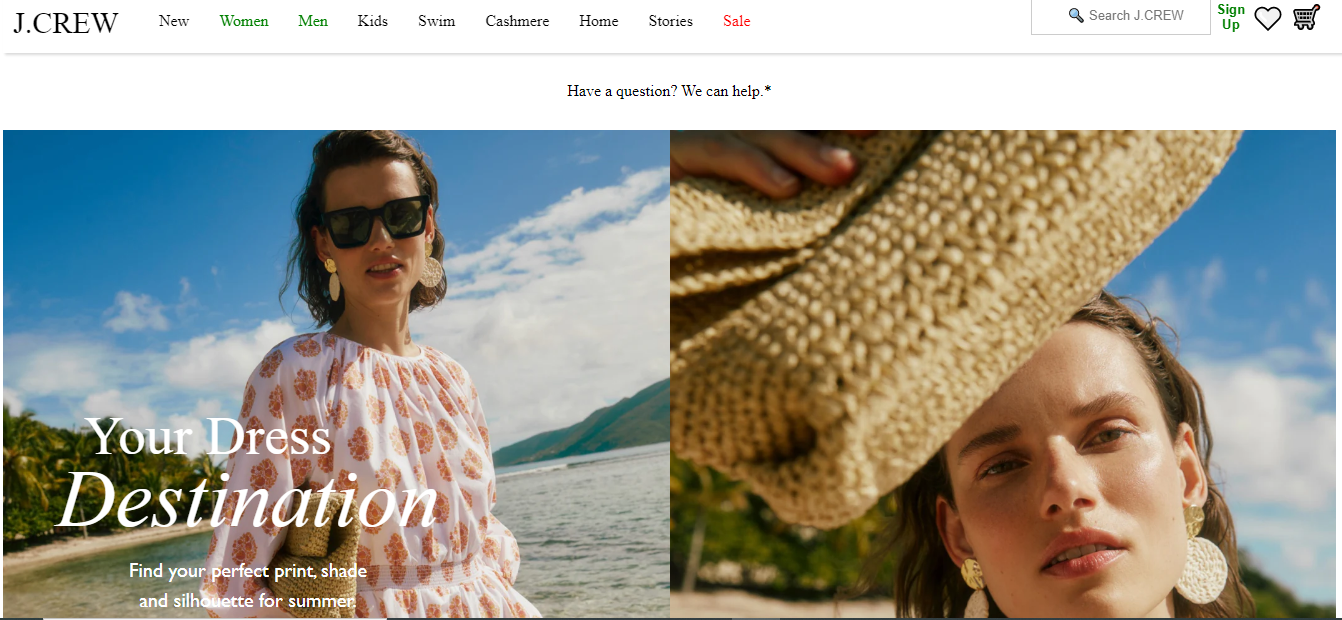 J.CREW
New Women Men Kids Swim Cashmere Home Stories Sale
Search J.CREW
Sign
Up
Have a question? We can help.*
Your Dress
Destination
Find your perfect print, shade
and silhouette for summer.